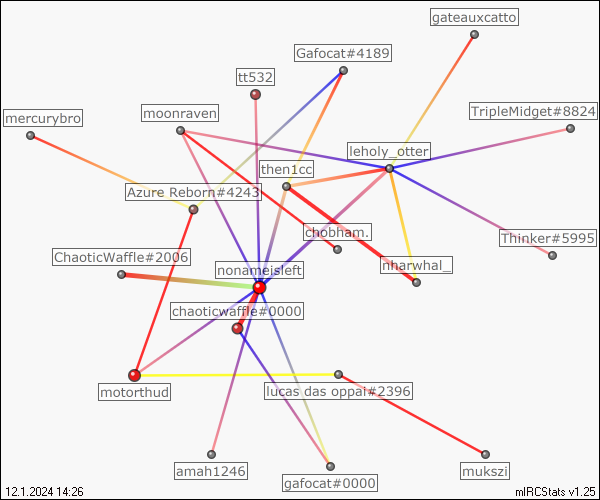 gateauxcatto
Gafocat#4189
tt532
mercurybro
moonraven
TripleMidget#8824
leholy_otter
then1cc
Azure Reborn#4243
chobham.
Thinker#5995
ChaoticWaffle#2006
nharwhal_
nonameisleft
chaoticwaffle#0000
motorthud
lucas das oppai#2396
amah1246
mukszi
gafocat#0000
12.1.2024 14:26
mIRCStats v1.25